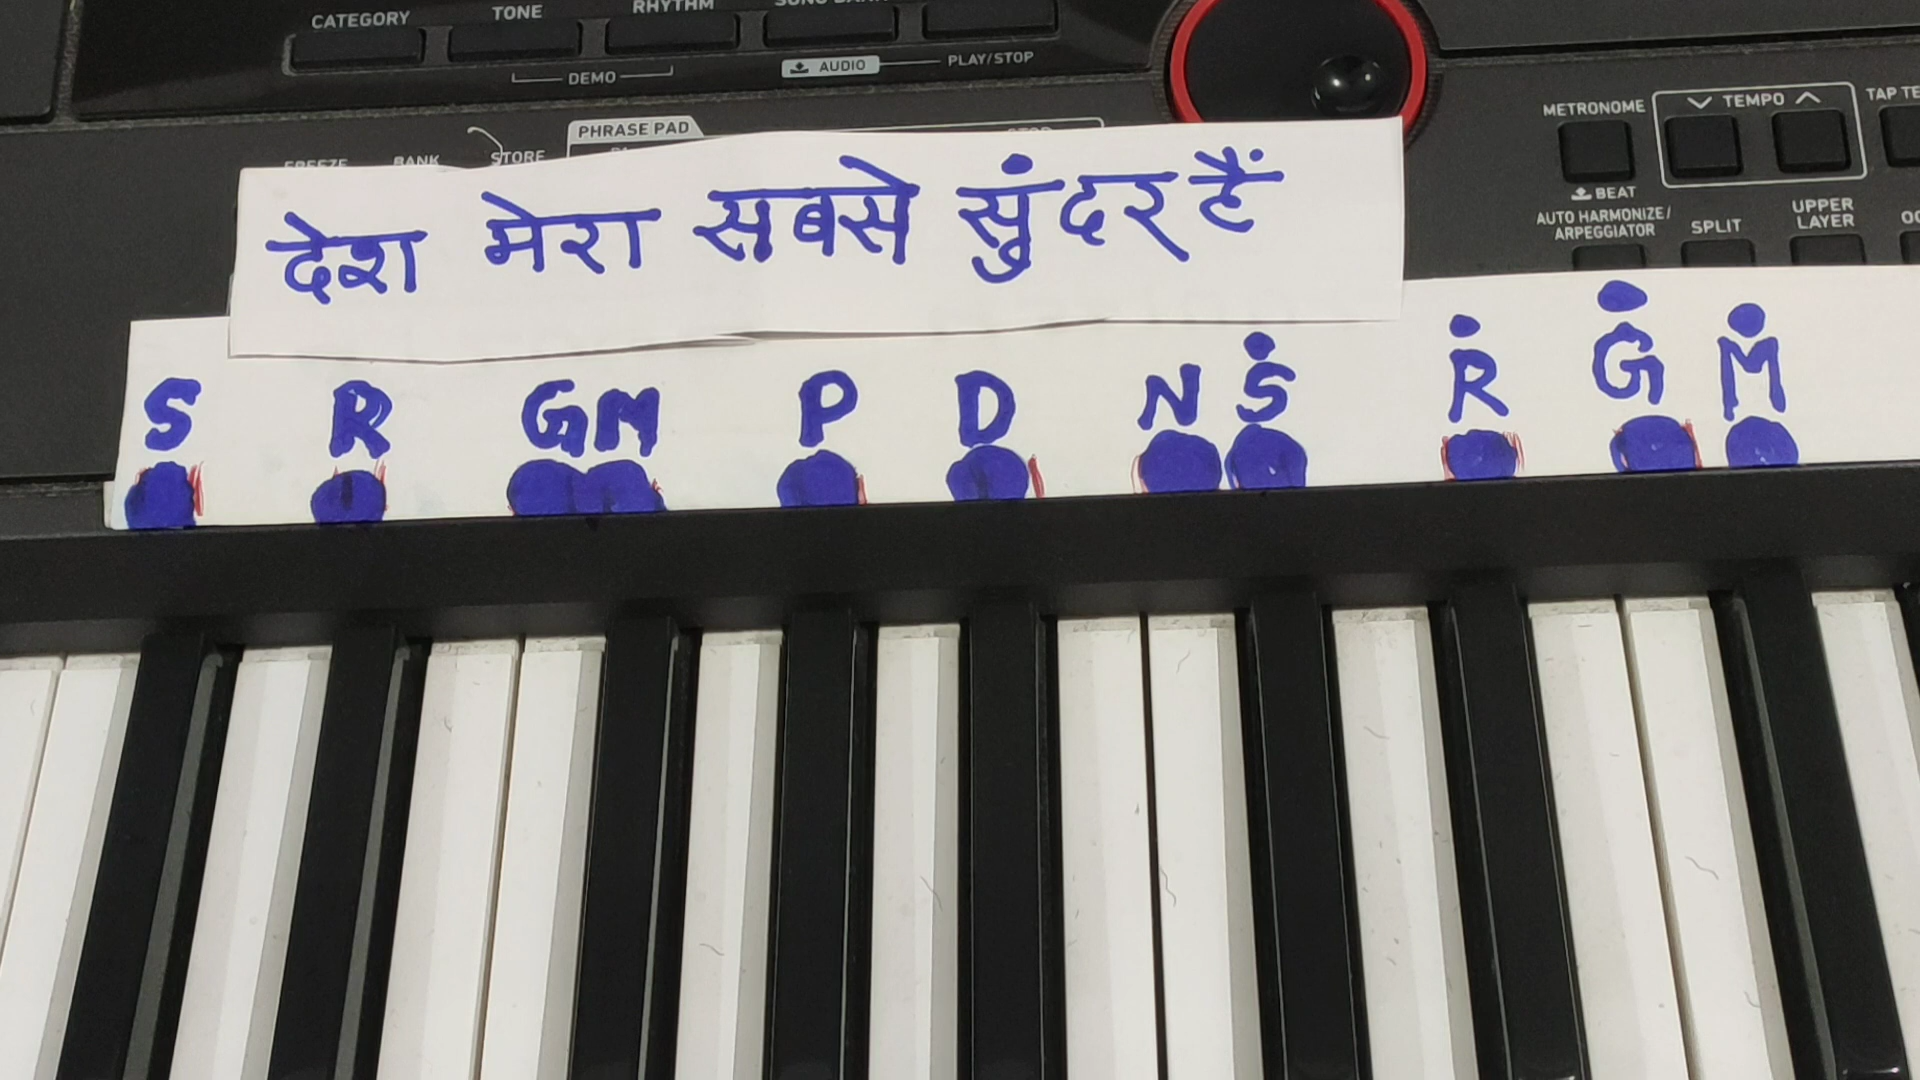 CATEGORY TONE RHYTHM
DEMO
AUDIO PLAY/STOP
METRONOME TEMPO
PHRASE PAD
BANK STORE
BEAT
AUTO HARMONIZE/
ARPEGGIATOR
SPLIT
UPPER
LAYER
देश मेरा सबसे सुंदर हैं
S R G M P D N Ṡ Ṙ Ġ Ṁ